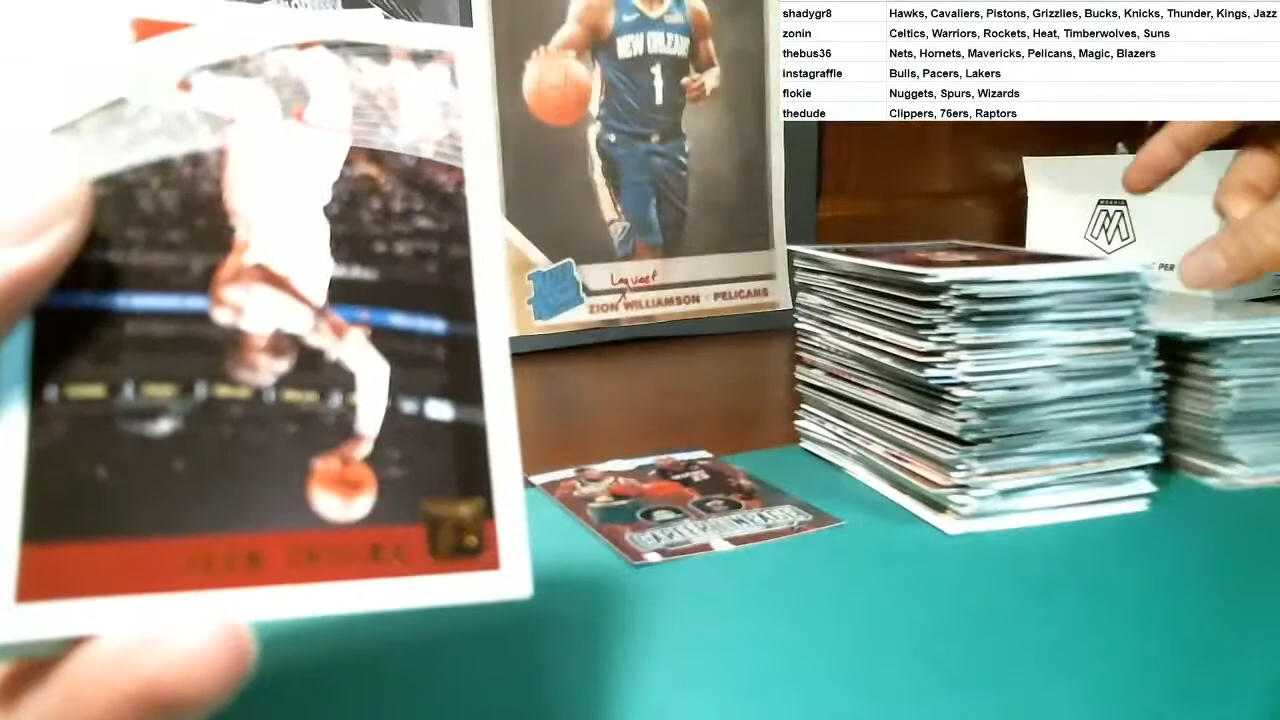 shadygr8 Hawks, Cavaliers, Pistons, Grizzlies, Bucks, Knicks, Thunder, Kings, Jazz
zonin Celtics, Warriors, Rockets, Heat, Timberwolves, Suns
thebus36 Nets, Hornets, Mavericks, Pelicans, Magic, Blazers
instagraffle Bulls, Pacers, Lakers
flokie Nuggets, Spurs, Wizards
thedude Clippers, 76ers, Raptors
NEW ORLEANS
1
RATED
ZION WILLIAMSON PELICANS
MOSAIC
PER